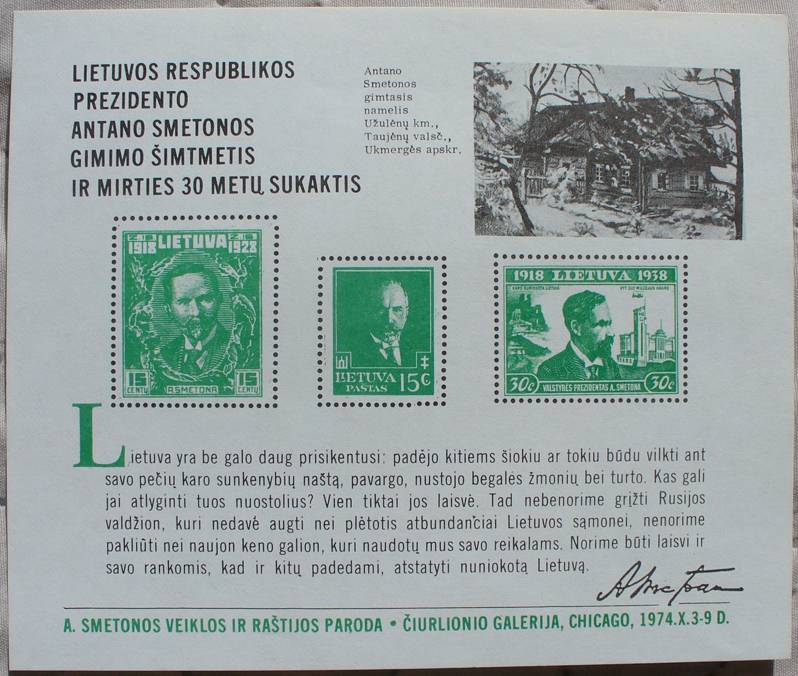 LIETUVOS RESPUBLIKOS
PREZIDENTO
ANTANO SMETONOS
GIMIMO ŠIMTMETIS
IR MIRTIES 30 METŲ SUKAKTIS
Antano
Smetonos
gimtasis
namelis
Užulėnų km.,
Taujėnų valsč.,
Ukmergės apskr.
1918 LIETUVA 1928
15 15
CENTŲ A. SMETONA CENTŲ
LIETUVA
PAŠTAS 15c
1918 LIETUVA 1938
30c VALSTYBĖS PREZIDENTAS A. SMETONA 30c
Lietuva yra be galo daug prisikentusi: padėjo kitiems šiokiu ar tokiu būdu vilkti ant
savo pečių karo sunkenybių naštą, pavargo, nustojo begalės žmonių bei turto. Kas gali
jai atlyginti tuos nuostolius? Vien tiktai jos laisvė. Tad nebenorime grįžti Rusijos
valdžion, kuri nedavė augti nei plėtotis atbundančiai Lietuvos sąmonei, nenorime
pakliūti nei naujon keno galion, kuri naudotų mus savo reikalams. Norime būti laisvi ir
savo rankomis, kad ir kitų padedami, atstatyti nuniokotą Lietuvą.
A. SMETONOS VEIKLOS IR RAŠTIJOS PARODA • ČIURLIONIO GALERIJA, CHICAGO, 1974.X.3-9 D.